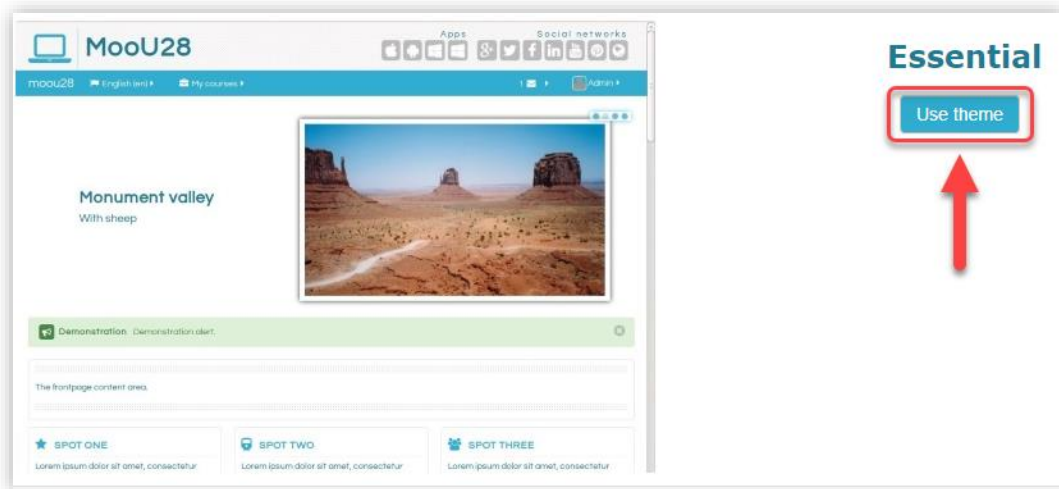 Apps Social networks
MooU28
moou28 English (en) My courses 1 Admin
Essential
Use theme
Monument valley
With sheep
Demonstration Demonstration alert.
The frontpage content area.
SPOT ONE SPOT TWO SPOT THREE
Lorem ipsum dolor sit amet, consectetur Lorem ipsum dolor sit amet, consectetur Lorem ipsum dolor sit amet, consectetur